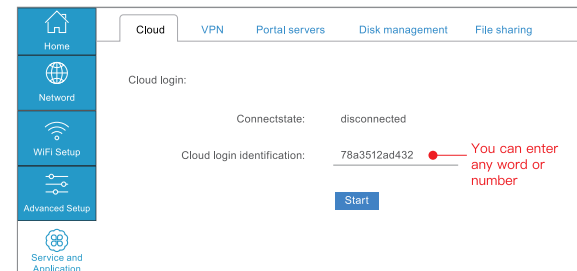 Home
Netword
WiFi Setup
Advanced Setup
Service and
Application
Cloud VPN Portal servers Disk management File sharing
Cloud login:
Connectstate: disconnected
Cloud login identification: 78a3512ad432
You can enter
any word or
number
Start